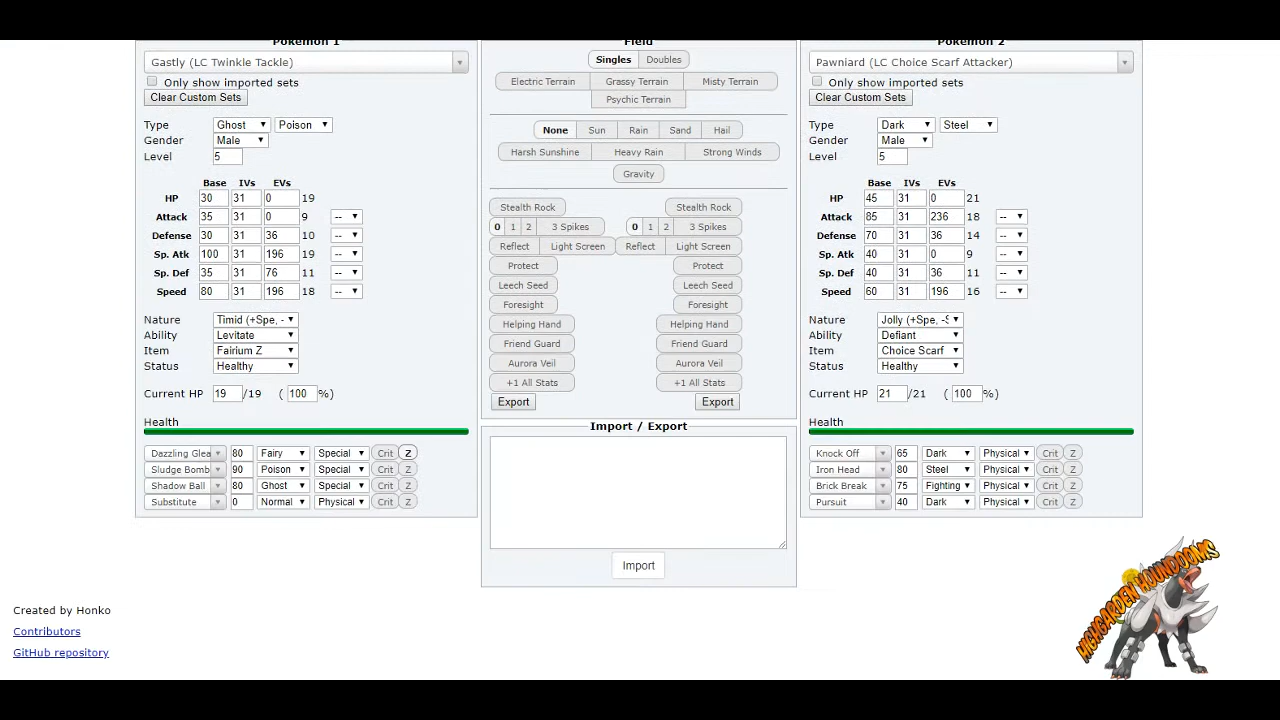 Pokémon 1
Gastly (LC Twinkle Tackle)
Only show imported sets
Clear Custom Sets
Type Ghost Poison
Gender Male
Level 5
Base IVs EVs
HP 30 31 0 19
Attack 35 31 0 9 --
Defense 30 31 36 10 --
Sp. Atk 100 31 196 19 --
Sp. Def 35 31 76 11 --
Speed 80 31 196 18 --
Nature Timid (+Spe, -
Ability Levitate
Item Fairium Z
Status Healthy
Current HP 19 /19 ( 100 %)
Health
Dazzling Glea 80 Fairy Special Crit Z
Sludge Bomb 90 Poison Special Crit Z
Shadow Ball 80 Ghost Special Crit Z
Substitute 0 Normal Physical Crit Z
Field
Singles Doubles
Electric Terrain Grassy Terrain Misty Terrain
Psychic Terrain
None Sun Rain Sand Hail
Harsh Sunshine Heavy Rain Strong Winds
Gravity
Stealth Rock Stealth Rock
0 1 2 3 Spikes 0 1 2 3 Spikes
Reflect Light Screen Reflect Light Screen
Protect Protect
Leech Seed Leech Seed
Foresight Foresight
Helping Hand Helping Hand
Friend Guard Friend Guard
Aurora Veil Aurora Veil
+1 All Stats +1 All Stats
Export Export
Import / Export
Import
Pokémon 2
Pawniard (LC Choice Scarf Attacker)
Only show imported sets
Clear Custom Sets
Type Dark Steel
Gender Male
Level 5
Base IVs EVs
HP 45 31 0 21
Attack 85 31 236 18 --
Defense 70 31 36 14 --
Sp. Atk 40 31 0 9 --
Sp. Def 40 31 36 11 --
Speed 60 31 196 16 --
Nature Jolly (+Spe, -S
Ability Defiant
Item Choice Scarf
Status Healthy
Current HP 21 /21 ( 100 %)
Health
Knock Off 65 Dark Physical Crit Z
Iron Head 80 Steel Physical Crit Z
Brick Break 75 Fighting Physical Crit Z
Pursuit 40 Dark Physical Crit Z
Created by Honko
Contributors
GitHub repository
HIGHGARDEN HOUNDOOMS